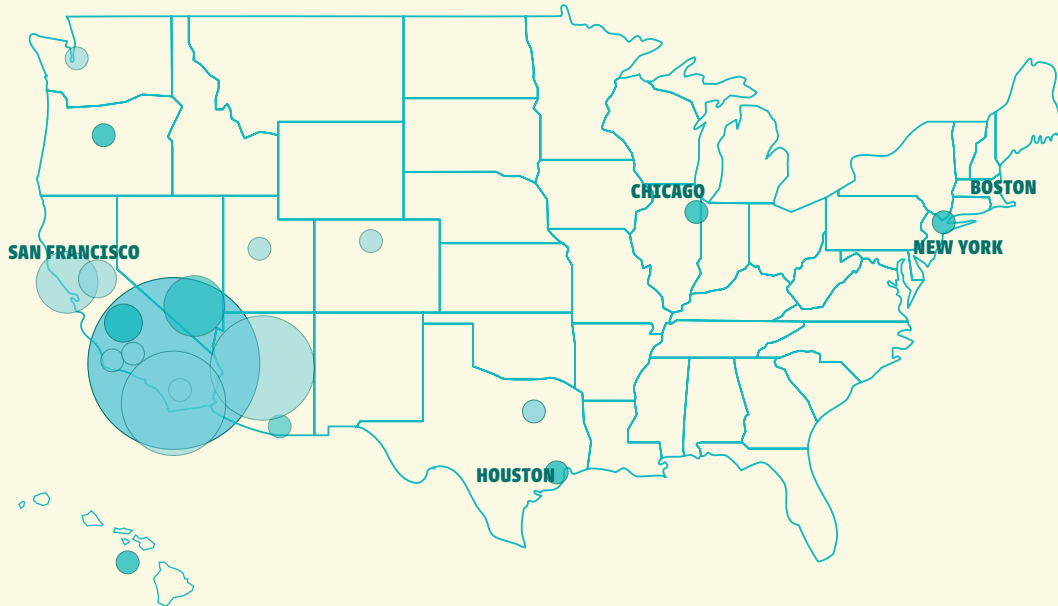 CHICAGO
BOSTON
SAN FRANCISCO
NEW YORK
HOUSTON